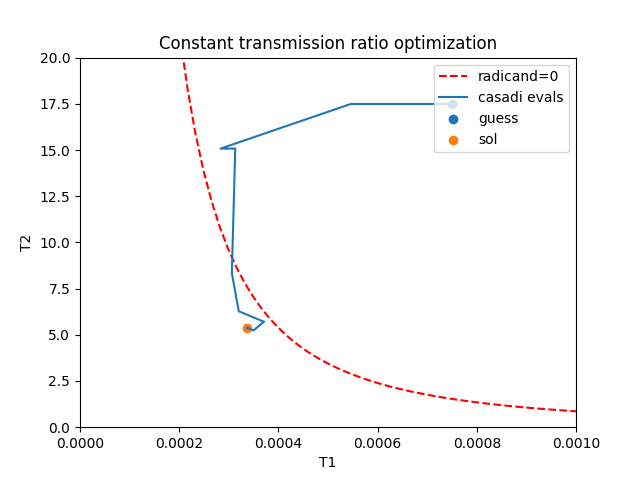 Constant transmission ratio optimization
20.0
17.5
15.0
12.5
10.0
7.5
5.0
2.5
0.0
T2
radicand=0
casadi evals
guess
sol
0.0000
0.0002
0.0004
0.0006
0.0008
0.0010
T1